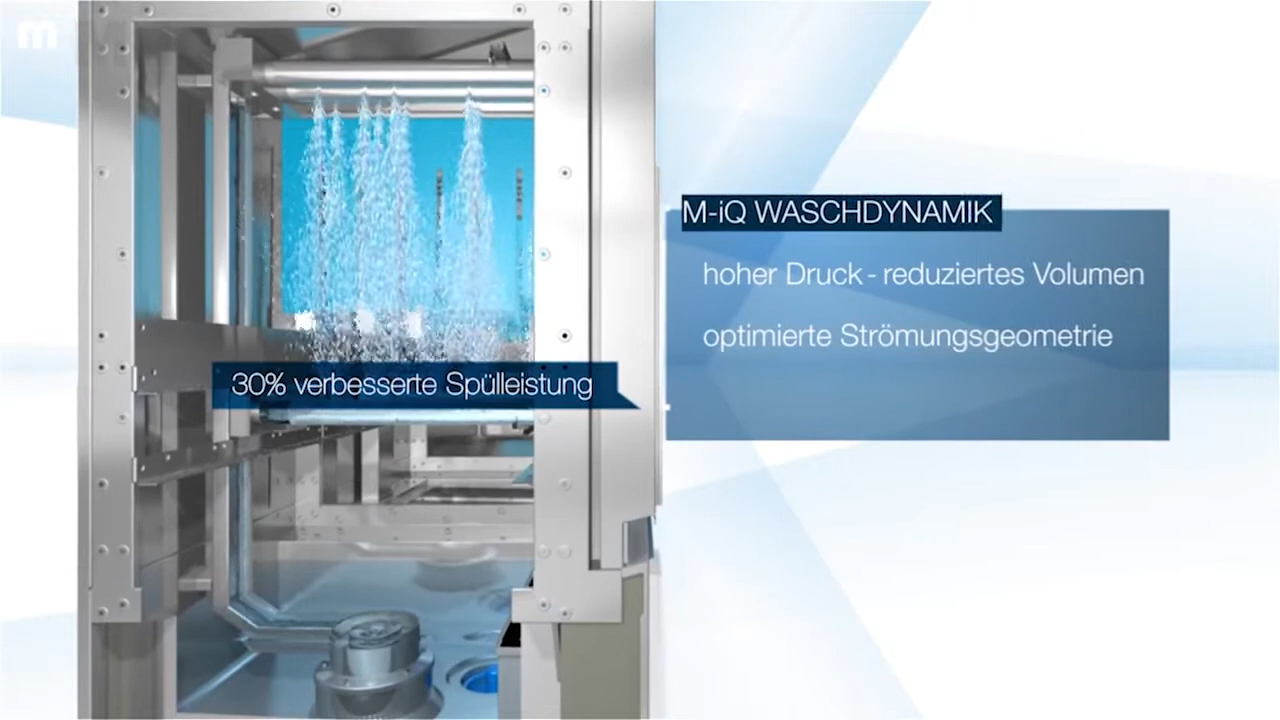 m
M-iQ WASCHDYNAMIK
hoher Druck - reduziertes Volumen
optimierte Strömungsgeometrie
30% verbesserte Spülleistung